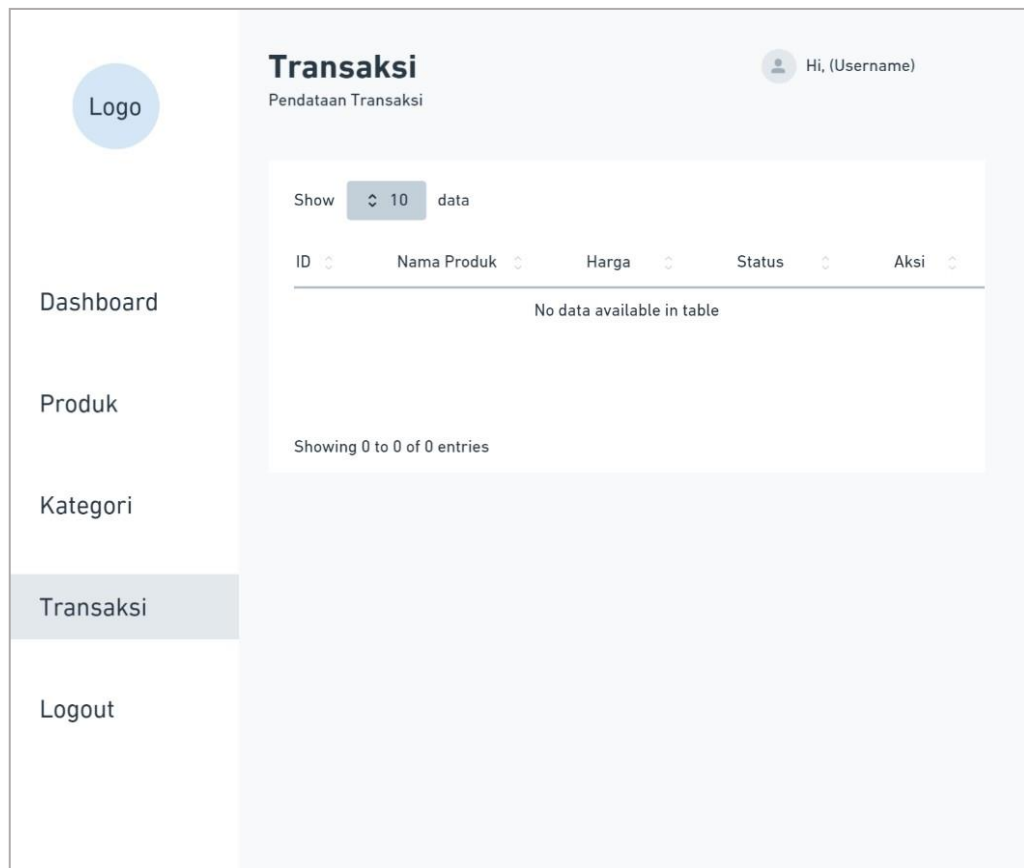 Logo
Dashboard
Produk
Kategori
Transaksi
Logout
Transaksi
Pendataan Transaksi
Hi, (Username)
Show 10 data
ID Nama Produk Harga Status Aksi
No data available in table
Showing 0 to 0 of 0 entries